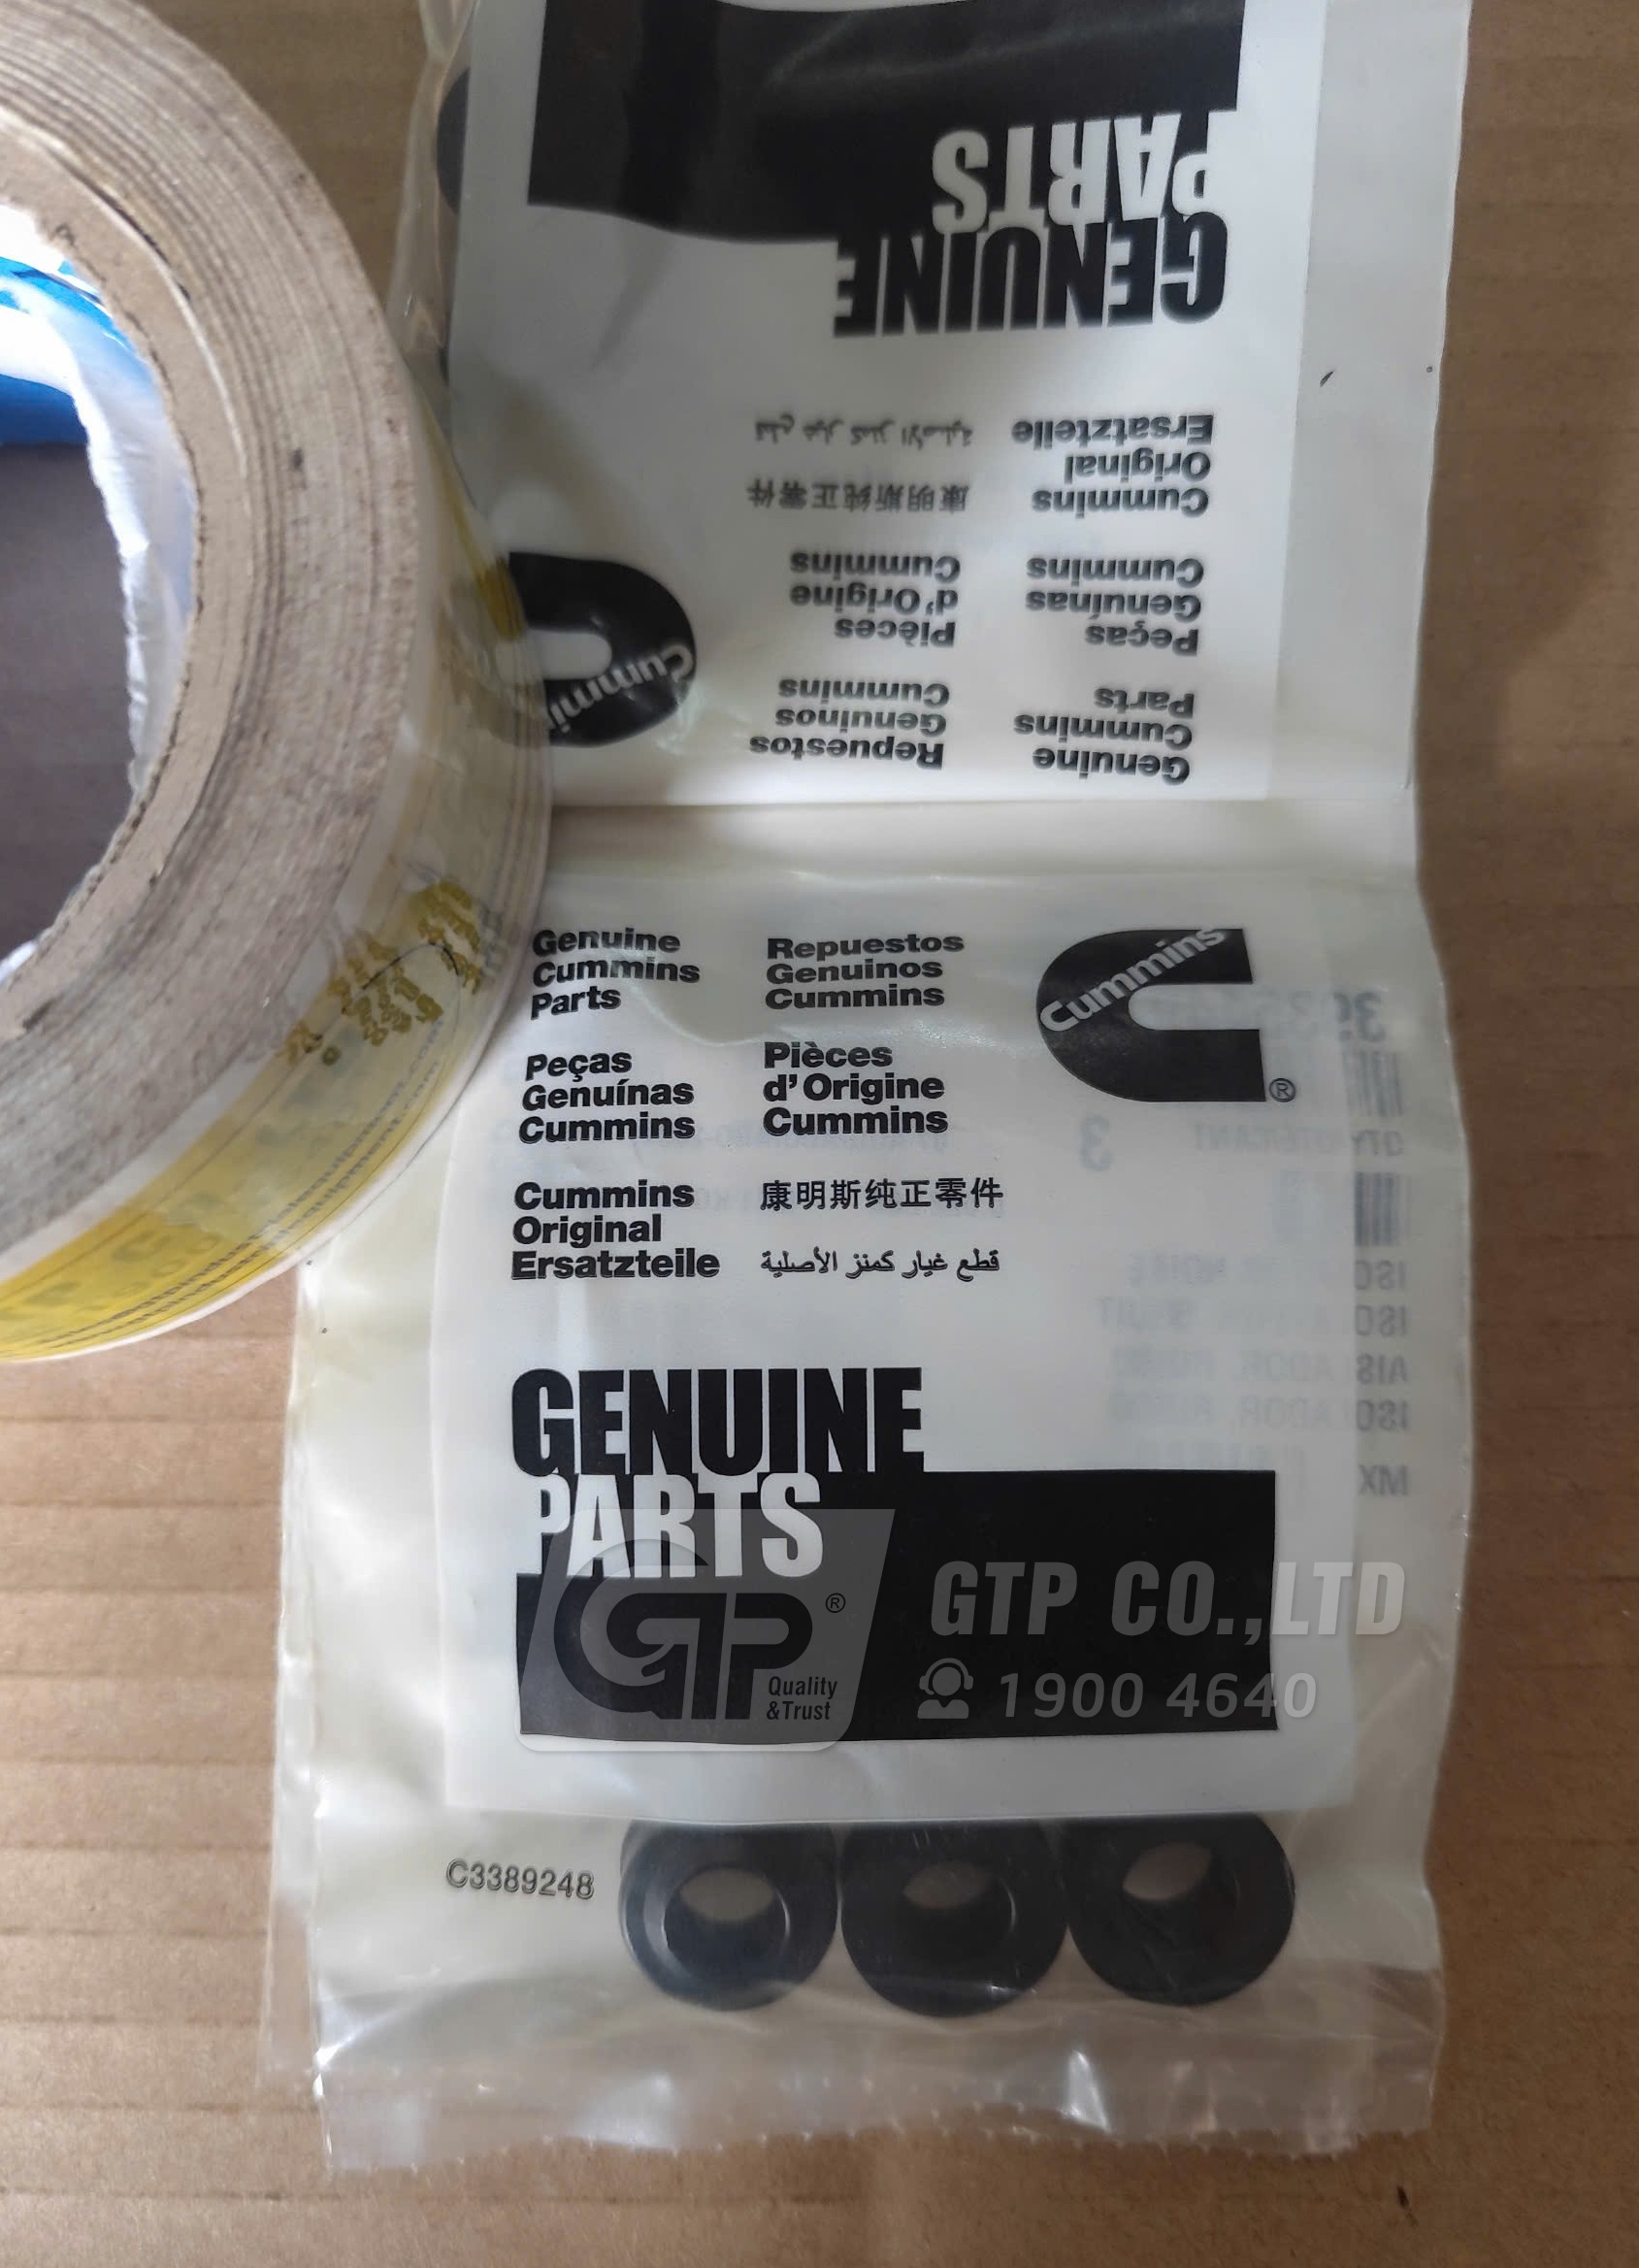 GENUINE
PARTS
Cummins
Original
Ersatzteile
康明斯纯正零件
قطع غيار كمنز الأصلية
Peças
Genuínas
Cummins
Pièces
d'Origine
Cummins
Genuine
Cummins
Parts
Repuestos
Genuinos
Cummins
Genuine
Cummins
Parts
Repuestos
Genuinos
Cummins
Cummins
®
Peças
Genuínas
Cummins
Pièces
d'Origine
Cummins
Cummins
Original
Ersatzteile
康明斯纯正零件
قطع غيار كمنز الأصلية
GENUINE
PARTS
GTP
®
Quality
&Trust
GTP CO.,LTD
1900 4640
C3389248
3
MX